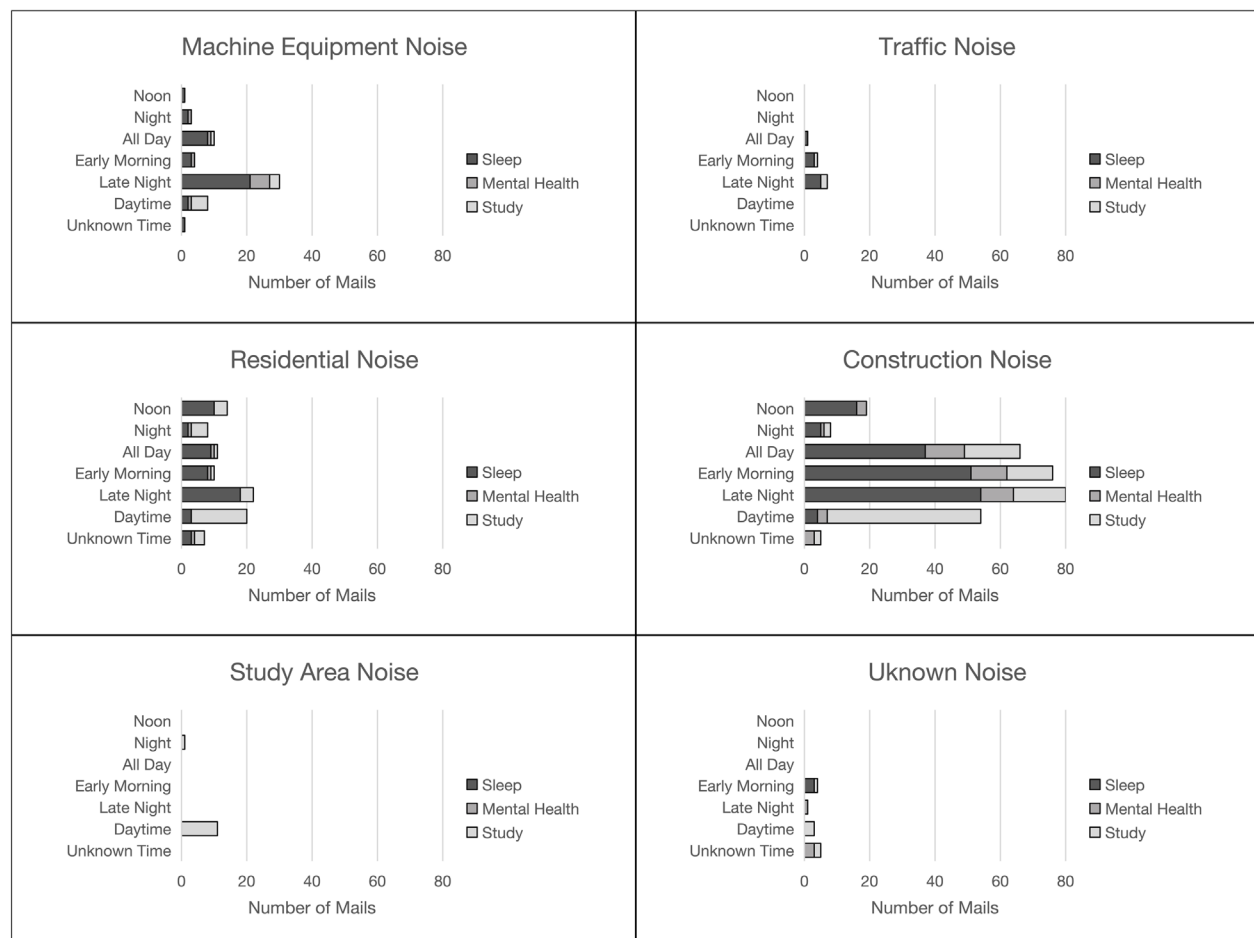 Machine Equipment Noise
Noon
Night
All Day
Early Morning
Late Night
Daytime
Unknown Time
0 20 40 60 80
Number of Mails
Sleep
Mental Health
Study
Traffic Noise
Noon
Night
All Day
Early Morning
Late Night
Daytime
Unknown Time
0 20 40 60 80
Number of Mails
Sleep
Mental Health
Study
Residential Noise
Noon
Night
All Day
Early Morning
Late Night
Daytime
Unknown Time
0 20 40 60 80
Number of Mails
Sleep
Mental Health
Study
Construction Noise
Noon
Night
All Day
Early Morning
Late Night
Daytime
Unknown Time
0 20 40 60 80
Number of Mails
Sleep
Mental Health
Study
Study Area Noise
Noon
Night
All Day
Early Morning
Late Night
Daytime
Unknown Time
0 20 40 60 80
Number of Mails
Sleep
Mental Health
Study
Uknown Noise
Noon
Night
All Day
Early Morning
Late Night
Daytime
Unknown Time
0 20 40 60 80
Number of Mails
Sleep
Mental Health
Study